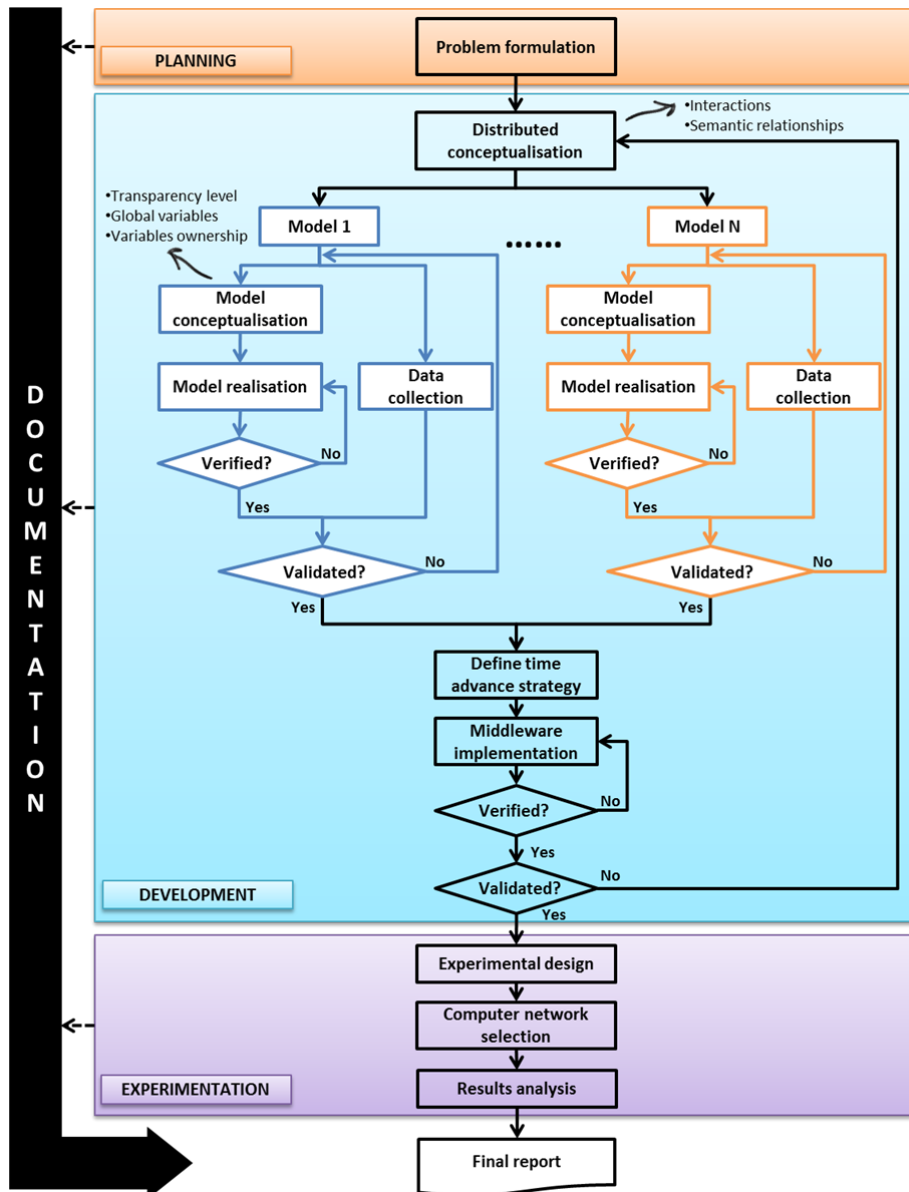 Problem formulation
PLANNING
Distributed
conceptualisation
•Interactions
•Semantic relationships
•Transparency level
•Global variables
•Variables ownership
Model 1
......
Model N
Model
conceptualisation
Model realisation
Data
collection
Verified?
No
Yes
Validated?
No
Yes
Model
conceptualisation
Model realisation
Data
collection
Verified?
No
Yes
Validated?
No
Yes
Define time
advance strategy
Middleware
implementation
Verified?
No
Yes
Validated?
No
Yes
DEVELOPMENT
Experimental design
Computer network
selection
Results analysis
EXPERIMENTATION
Final report
DOCUMENTATION